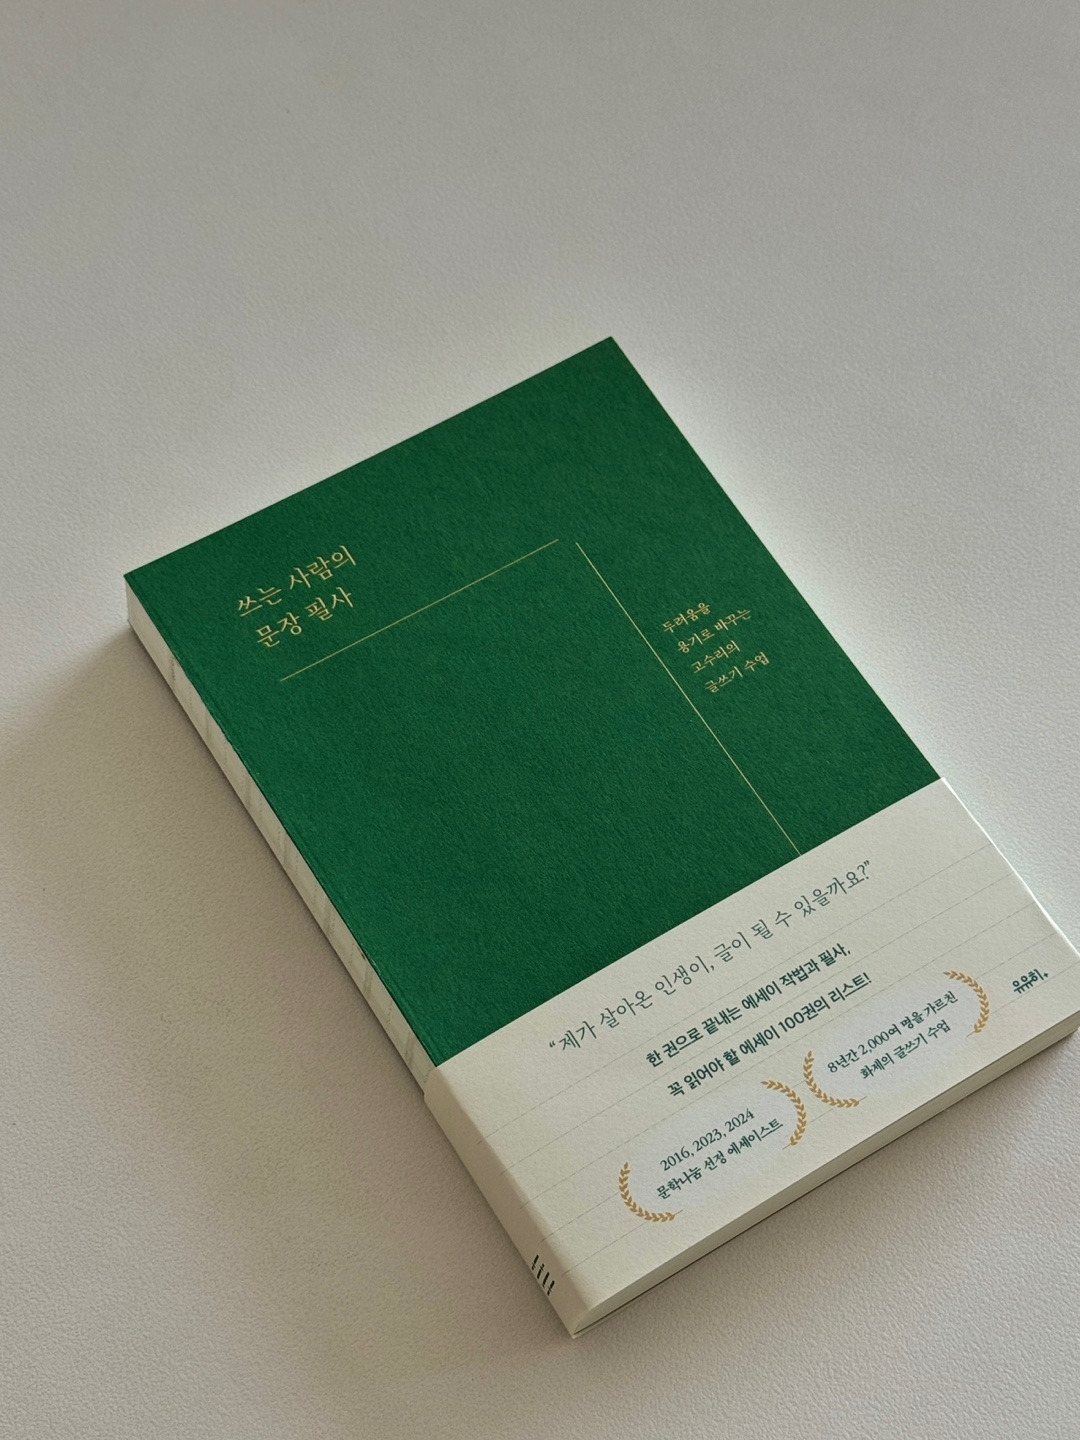 쓰는 사람의
문장 필사
두려움을
용기로 바꾸는
고수리의
글쓰기 수업
“제가 살아온 인생이, 글이 될 수 있을까요?”
한 권으로 끝내는 에세이 작법과 필사,
꼭 읽어야 할 에세이 100권의 리스트!
2016, 2023, 2024
문학나눔 선정 에세이스트
8년간 2,000여 명을 가르친
화제의 글쓰기 수업
유유히,